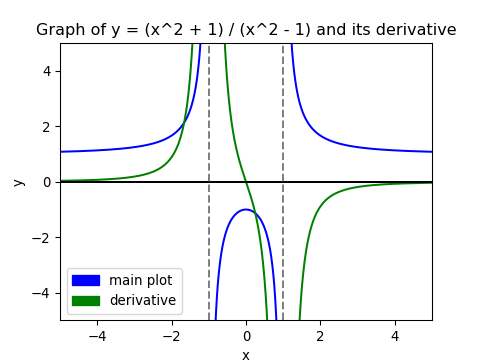 Graph of y = (x^2 + 1) / (x^2 - 1) and its derivative
4
2
0
−2
−4
y
main plot
derivative
−4 −2 0 2 4
x